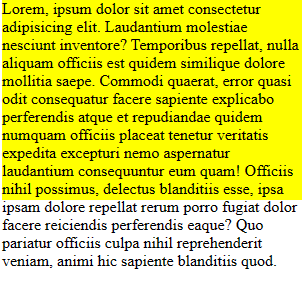 Lorem, ipsum dolor sit amet consectetur
adipisicing elit. Laudantium molestiae
nesciunt inventore? Temporibus repellat, nulla
aliquam officiis est quidem similique dolore
mollitia saepe. Commodi quaerat, error quasi
odit consequatur facere sapiente explicabo
perferendis atque et repudiandae quidem
numquam officiis placeat tenetur veritatis
expedita excepturi nemo aspernatur
laudantium consequuntur eum quam! Officiis
nihil possimus, delectus blanditiis esse, ipsa
ipsam dolore repellat rerum porro fugiat dolor
facere reiciendis perferendis eaque? Quo
pariatur officiis culpa nihil reprehenderit
veniam, animi hic sapiente blanditiis quod.